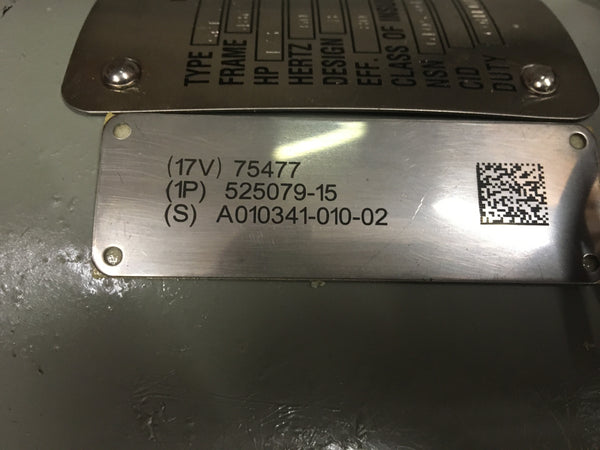 TYPE
FRAME
HP
HERTZ
DESIGN
EFF.
CLASS OF INSUL
NSN
CID
DUTY
(17V) 75477
(1P) 525079-15
(S) A010341-010-02